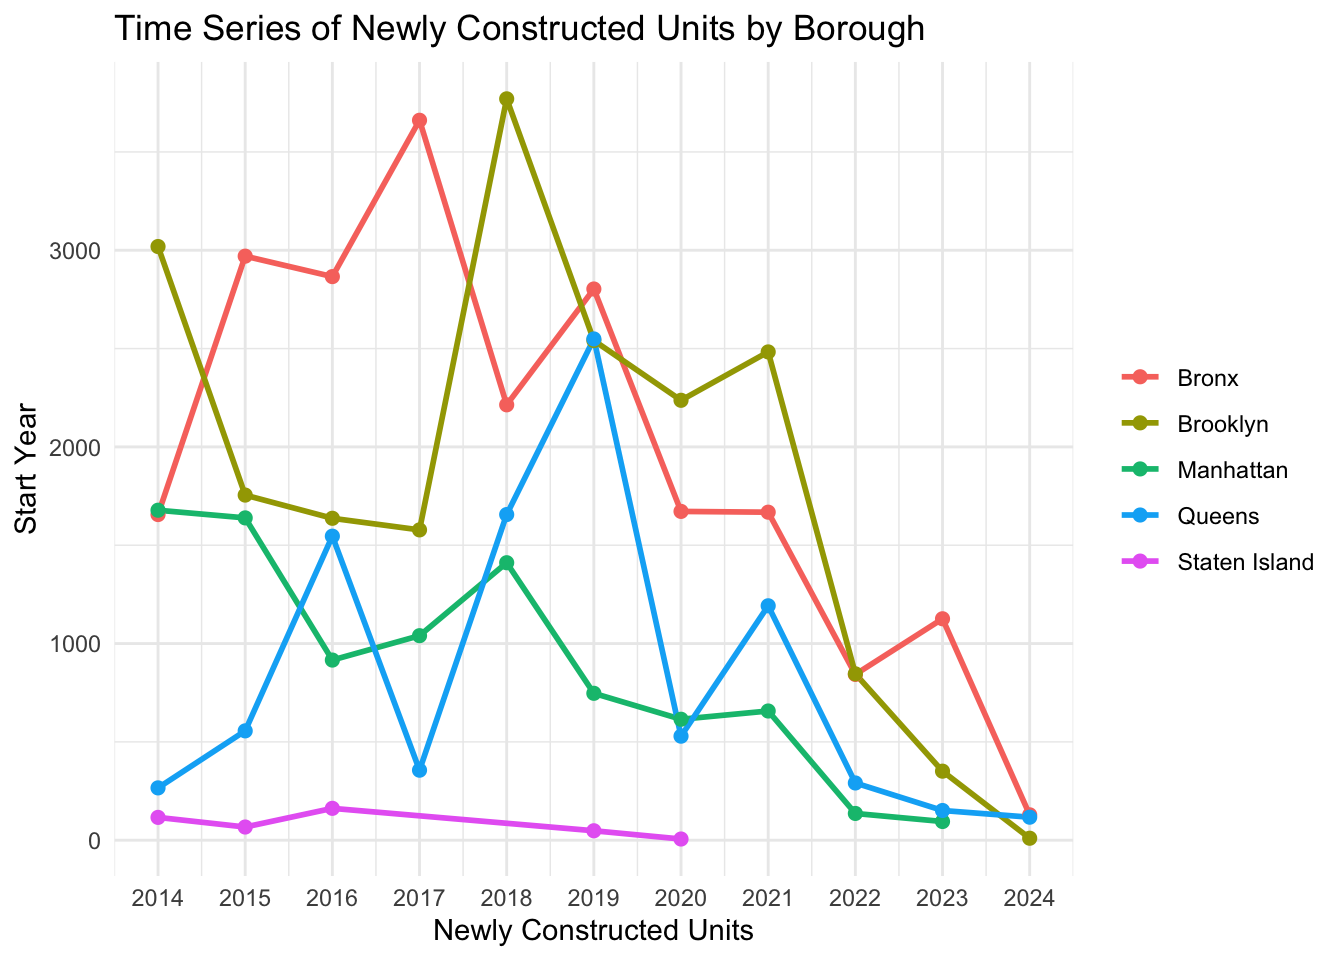 Time Series of Newly Constructed Units by Borough
Start Year
3000
2000
1000
0
2014 2015 2016 2017 2018 2019 2020 2021 2022 2023 2024
Newly Constructed Units
Bronx
Brooklyn
Manhattan
Queens
Staten Island